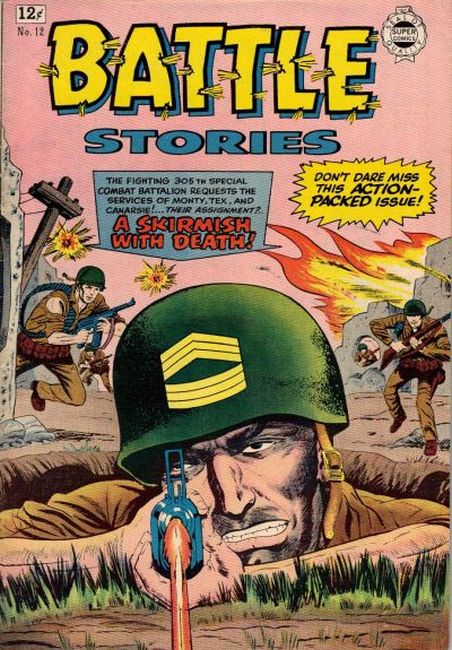 12¢
No. 12
SEAL OF
SUPER
COMICS
QUALITY
BATTLE
STORIES
THE FIGHTING 305TH SPECIAL
COMBAT BATTALION REQUESTS THE
SERVICES OF MONTY, TEX, AND
CANARSIE!...THEIR ASSIGNMENT?..
A SKIRMISH
WITH DEATH!
DON'T DARE MISS
THIS ACTION-
PACKED ISSUE!